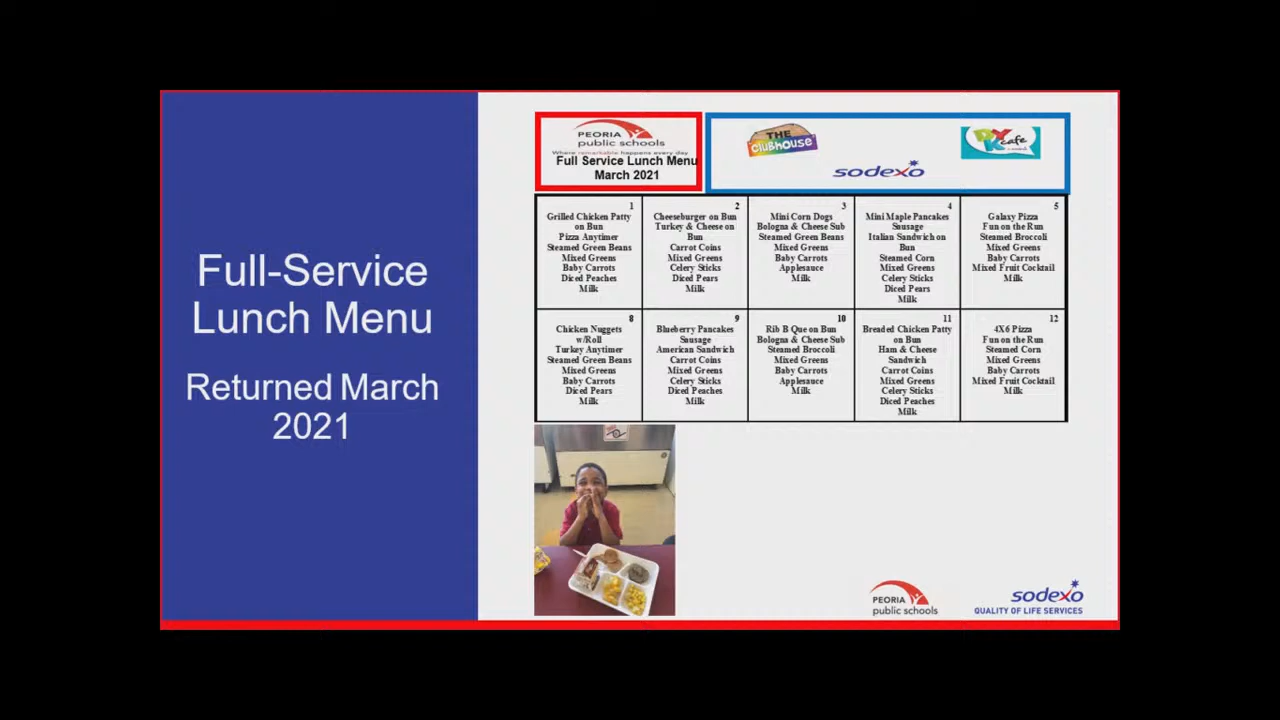 Full-Service
Lunch Menu
Returned March
2021
PEORIA
public schools
Where remarkable happens every day
Full Service Lunch Menu
March 2021
THE
CLUBHOUSE
sodexo
cafe
1
Grilled Chicken Patty
on Bun
Pizza Anytimer
Steamed Green Beans
Mixed Greens
Baby Carrots
Diced Peaches
Milk
2
Cheeseburger on Bun
Turkey & Cheese on
Bun
Carrot Coins
Mixed Greens
Celery Sticks
Diced Pears
Milk
3
Mini Corn Dogs
Bologna & Cheese Sub
Steamed Green Beans
Mixed Greens
Baby Carrots
Applesauce
Milk
4
Mini Maple Pancakes
Sausage
Italian Sandwich on
Bun
Steamed Corn
Mixed Greens
Celery Sticks
Diced Pears
Milk
5
Galaxy Pizza
Fun on the Run
Steamed Broccoli
Mixed Greens
Baby Carrots
Mixed Fruit Cocktail
Milk
8
Chicken Nuggets
w/Roll
Turkey Anytimer
Steamed Green Beans
Mixed Greens
Baby Carrots
Diced Pears
Milk
9
Blueberry Pancakes
Sausage
American Sandwich
Carrot Coins
Mixed Greens
Celery Sticks
Diced Peaches
Milk
10
Rib B Que on Bun
Bologna & Cheese Sub
Steamed Broccoli
Mixed Greens
Baby Carrots
Applesauce
Milk
11
Breaded Chicken Patty
on Bun
Ham & Cheese
Sandwich
Carrot Coins
Mixed Greens
Celery Sticks
Diced Peaches
Milk
12
4X6 Pizza
Fun on the Run
Steamed Corn
Mixed Greens
Baby Carrots
Mixed Fruit Cocktail
Milk
PEORIA
public schools
sodexo
QUALITY OF LIFE SERVICES